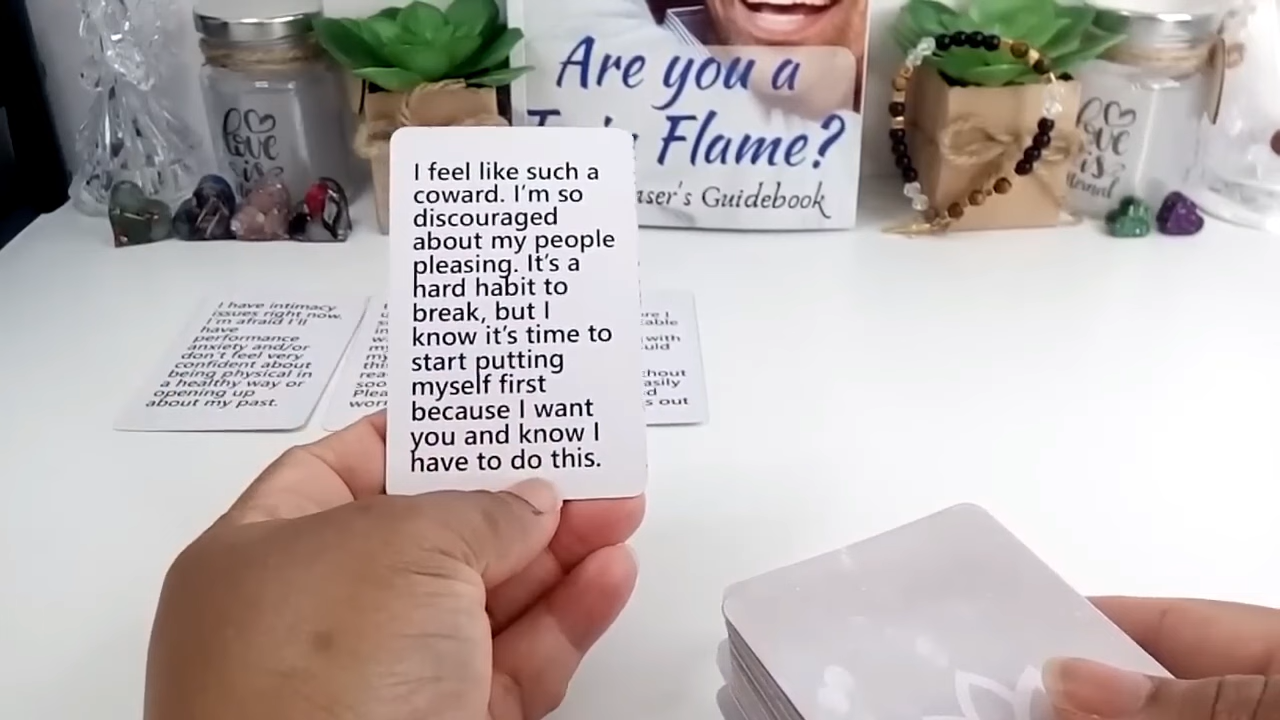 Are you a
Flame?
Guidebook
love
is
love
is
I feel like such a
coward. I'm so
discouraged
about my people
pleasing. It's a
hard habit to
break, but I
know it's time to
start putting
myself first
because I want
you and know I
have to do this.
I have intimacy
issues right now.
I'm afraid I'll
have
performance
anxiety and/or
don't feel very
confident about
being physical in
a healthy way or
opening up
about my past.
with
out